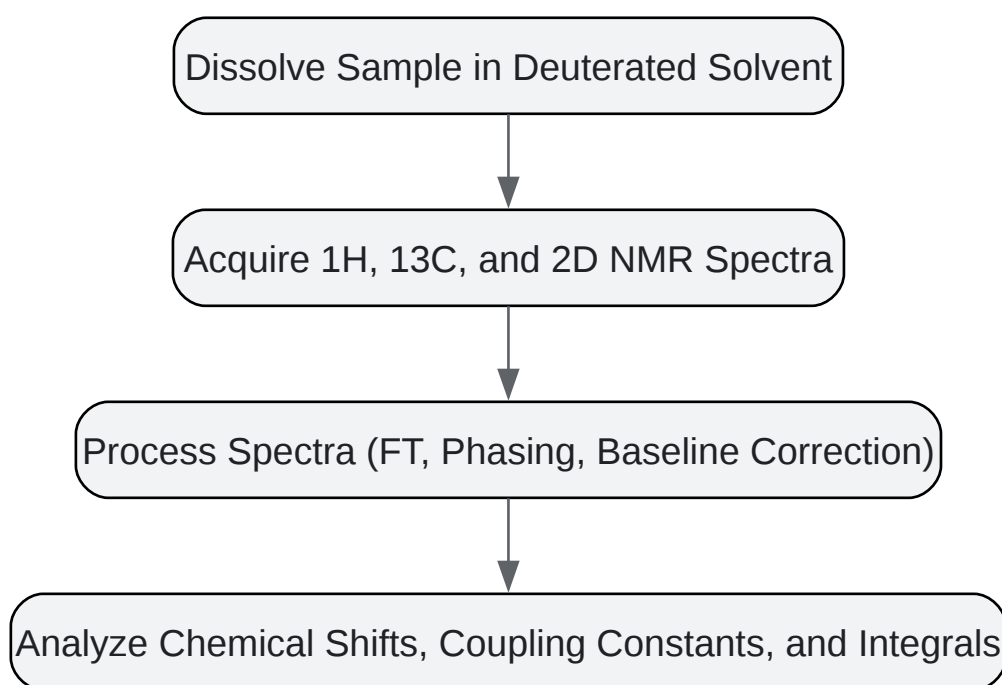 Dissolve Sample in Deuterated Solvent
Acquire 1H, 13C, and 2D NMR Spectra
Process Spectra (FT, Phasing, Baseline Correction)
Analyze Chemical Shifts, Coupling Constants, and Integrals